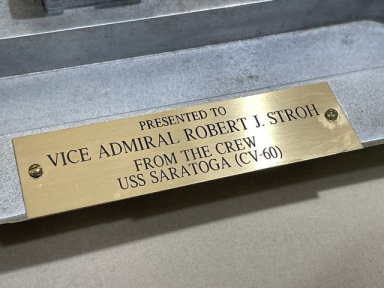 PRESENTED TO
VICE ADMIRAL ROBERT J. STROH
FROM THE CREW
USS SARATOGA (CV-60)